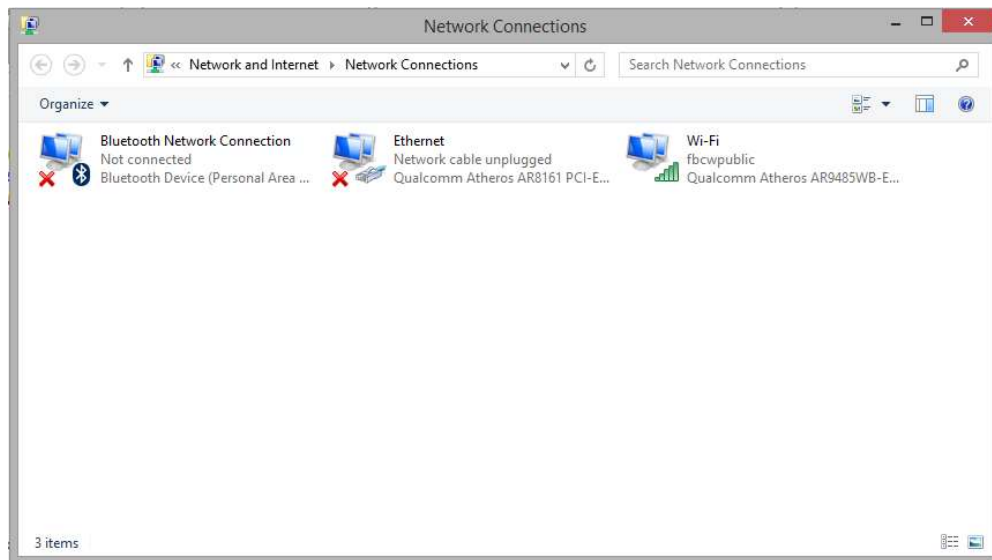 Network Connections
« Network and Internet Network Connections
Search Network Connections
Organize
Bluetooth Network Connection
Not connected
Bluetooth Device (Personal Area ...
Ethernet
Network cable unplugged
Qualcomm Atheros AR8161 PCI-E...
Wi-Fi
fbcwpublic
Qualcomm Atheros AR9485WB-E...
3 items